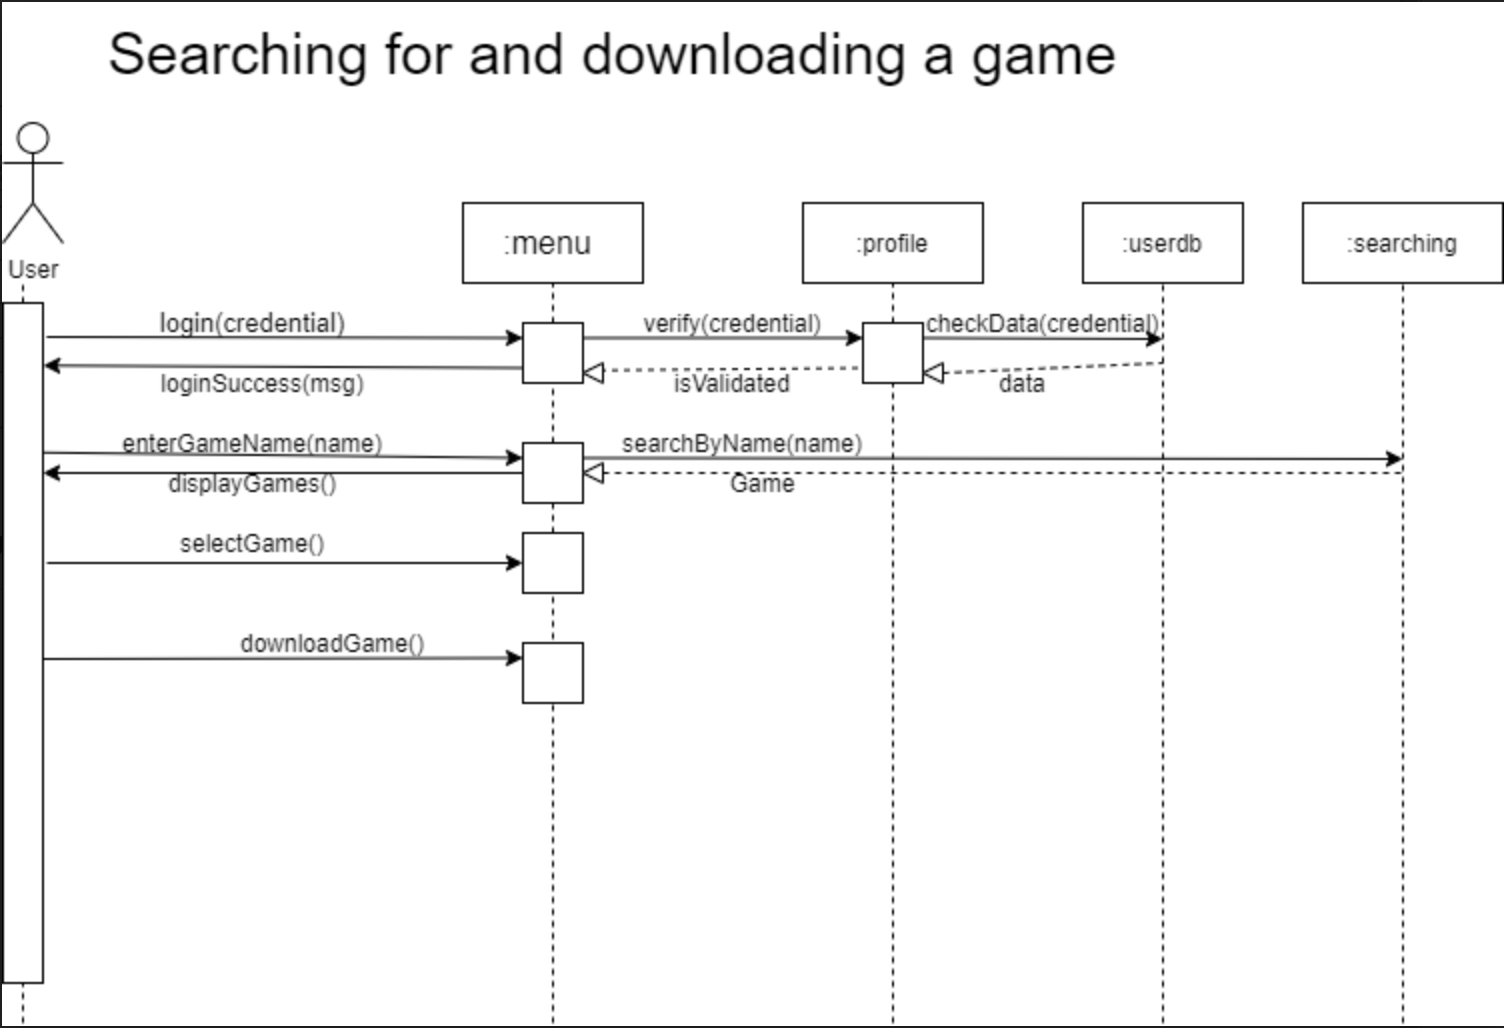 Searching for and downloading a game
User
:menu
:profile
:userdb
:searching
login(credential)
verify(credential)
checkData(credential)
loginSuccess(msg)
isValidated
data
enterGameName(name)
searchByName(name)
displayGames()
Game
selectGame()
downloadGame()